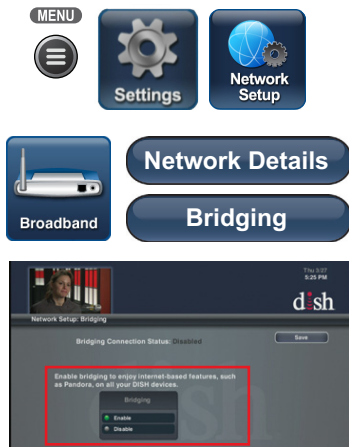 MENU
Settings
Network
Setup
Broadband
Network Details
Bridging
Thu 5/27
5:25 PM
dish
Network Setup: Bridging
Bridging Connection Status: Disabled
Save
Enable bridging to enjoy internet-based features, such
as Pandora, on all your DISH devices.
Bridging
Enable
Disable